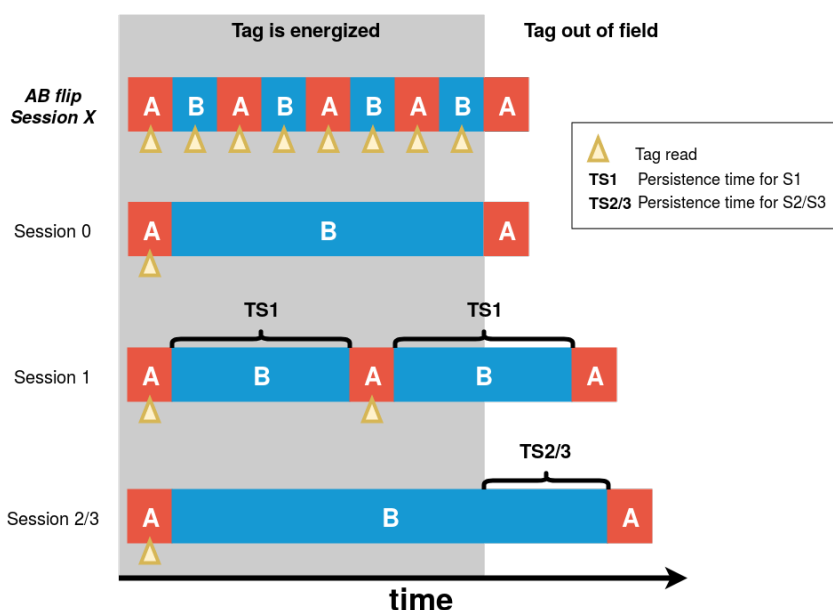 Tag is energized
Tag out of field
AB flip
Session X
A B A B A B A B A
Tag read
TS1 Persistence time for S1
TS2/3 Persistence time for S2/S3
Session 0
A B A
TS1 TS1
Session 1
A B A B A
TS2/3
Session 2/3
A B A
time